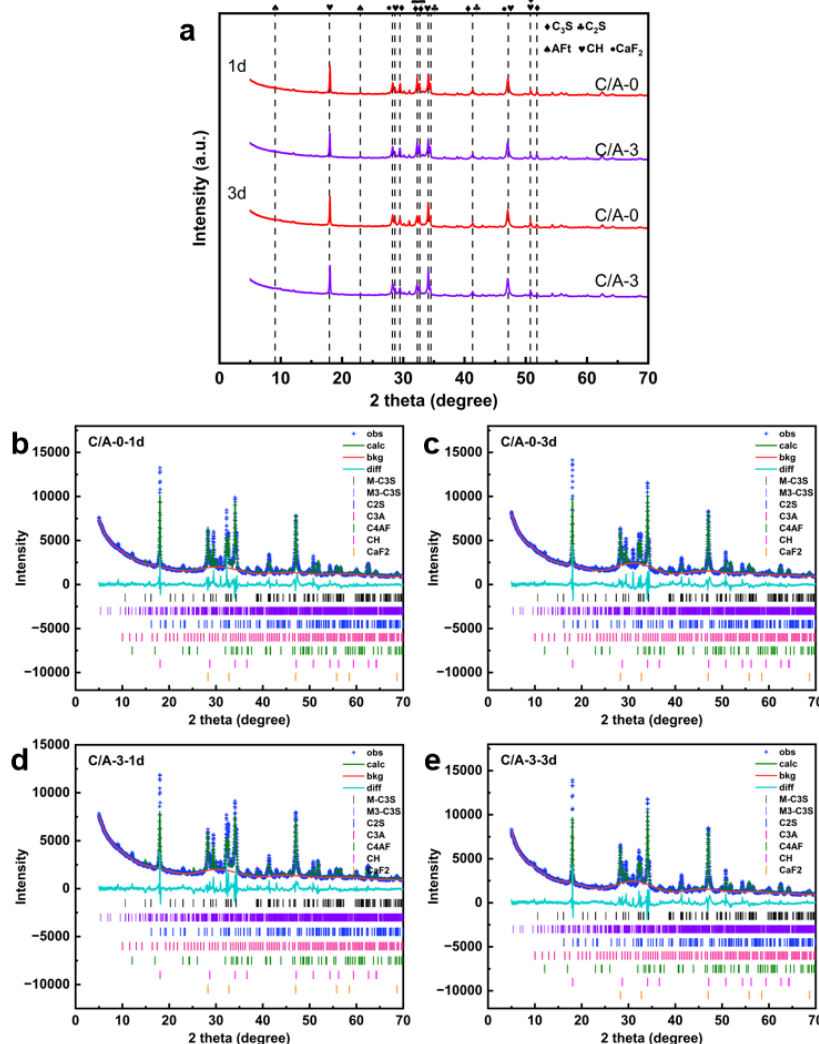 a
♦C₃S ♣C₂S
♠AFt ♥CH ●CaF₂
1d
C/A-0
C/A-3
3d
C/A-0
C/A-3
Intensity (a.u.)
0 10 20 30 40 50 60 70
2 theta (degree)
b
C/A-0-1d
obs
calc
bkg
diff
M-C3S
M3-C3S
C2S
C3A
C4AF
CH
CaF2
15000
10000
5000
0
−5000
−10000
Intensity
0 10 20 30 40 50 60 70
2 theta (degree)
c
C/A-0-3d
obs
calc
bkg
diff
M-C3S
M3-C3S
C2S
C3A
C4AF
CH
CaF2
15000
10000
5000
0
−5000
−10000
Intensity
0 10 20 30 40 50 60 70
2 theta (degree)
d
C/A-3-1d
obs
calc
bkg
diff
M-C3S
M3-C3S
C2S
C3A
C4AF
CH
CaF2
15000
10000
5000
0
−5000
−10000
Intensity
0 10 20 30 40 50 60 70
2 theta (degree)
e
C/A-3-3d
obs
calc
bkg
diff
M-C3S
M3-C3S
C2S
C3A
C4AF
CH
CaF2
15000
10000
5000
0
−5000
−10000
Intensity
0 10 20 30 40 50 60 70
2 theta (degree)